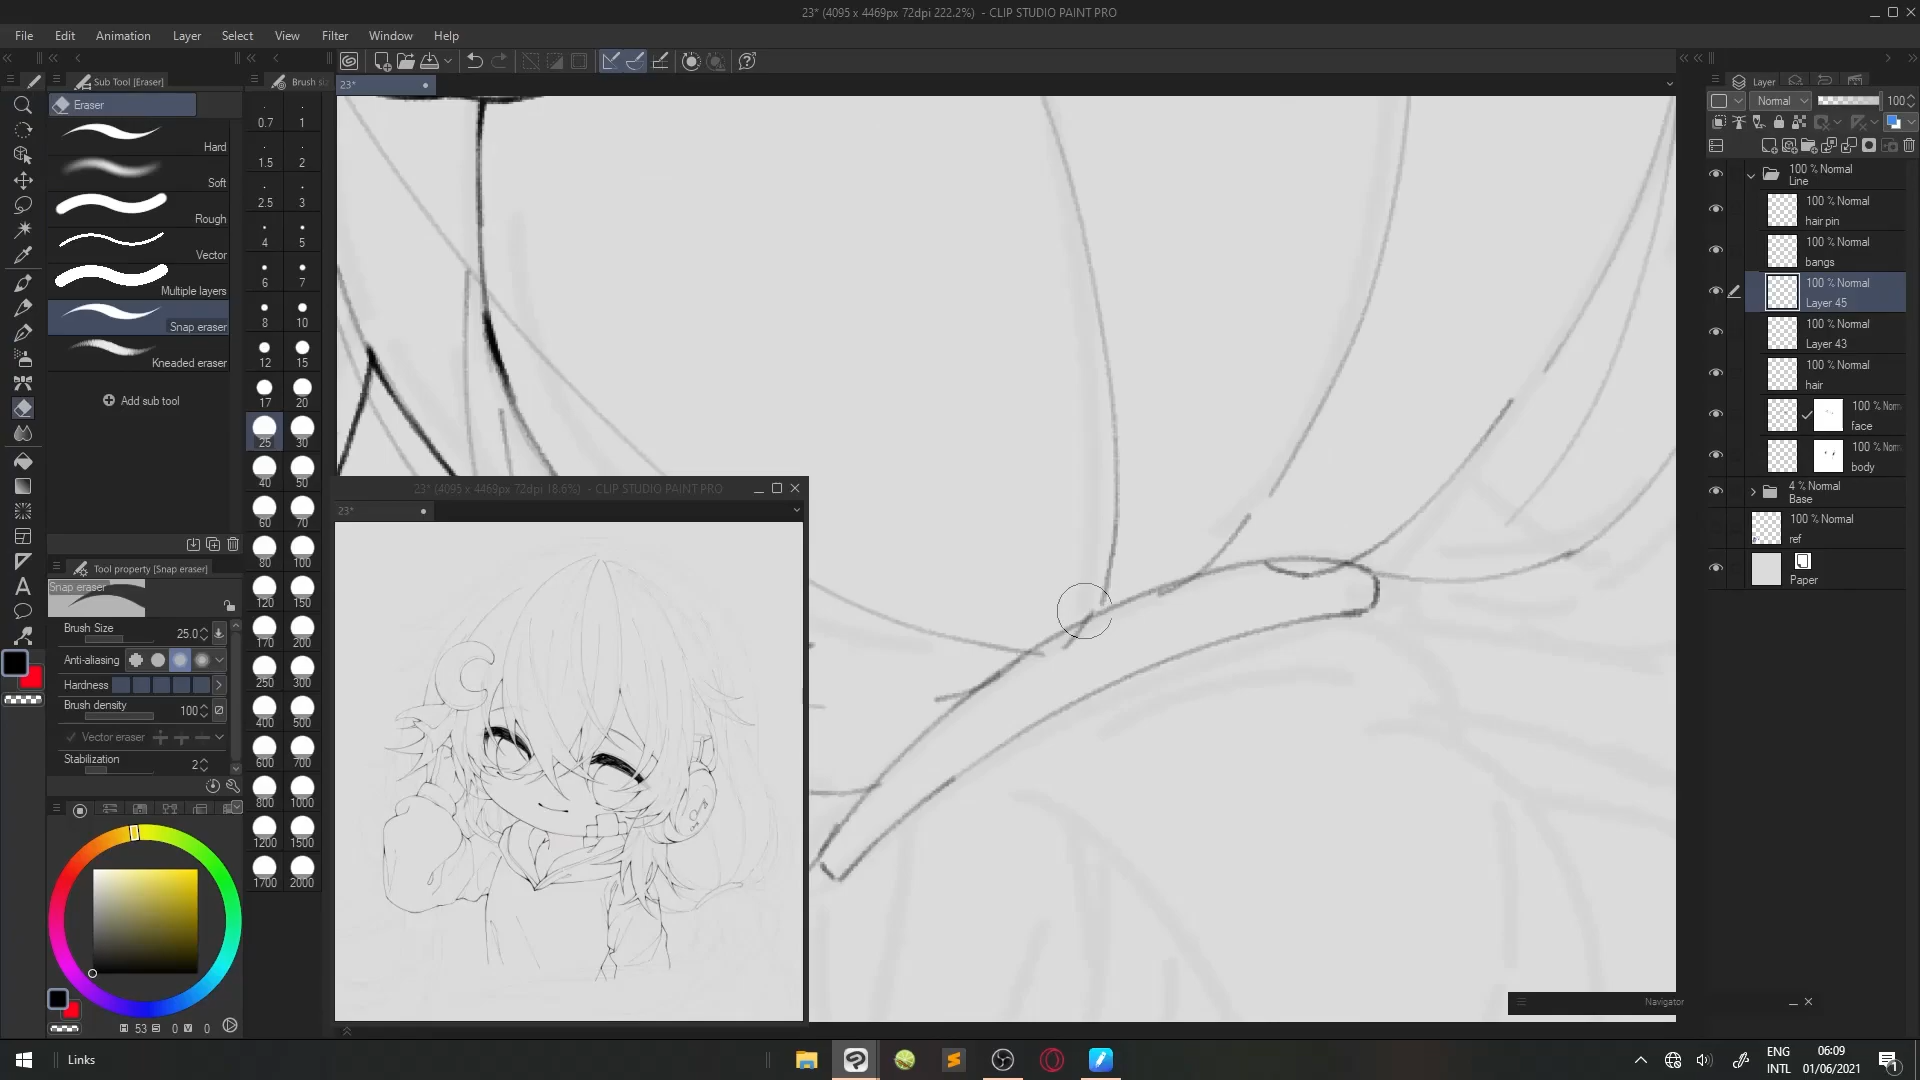 23* (4095 x 4469px 72dpi 222.2%) - CLIP STUDIO PAINT PRO
File Edit Animation Layer Select View Filter Window Help
Sub Tool [Eraser]
Brush
23*
Layer
Eraser
Hard
Soft
Rough
Vector
Multiple layers
Snap eraser
Kneaded eraser
Add sub tool
0.7 1
1.5 2
2.5 3
4 5
6 7
8 10
12 15
17 20
25 30
40 50
60 70
80 100
120 150
170 200
250 300
400 500
600 700
800 1000
1200 1500
1700 2000
Tool property [Snap eraser]
Snap eraser
Brush Size 25.0
Anti-aliasing
Hardness
Brush density 100
Vector eraser
Stabilization 2
H 53 S 0 V 0
23* (4095 x 4469px 72dpi 18.6%) - CLIP STUDIO PAINT PRO
23*
Normal 100
100 % Normal
Line
100 % Normal
hair pin
100 % Normal
bangs
100 % Normal
Layer 45
100 % Normal
Layer 43
100 % Normal
hair
100 % Norm
face
100 % Norm
body
4 % Normal
Base
100 % Normal
ref
Paper
Navigator
Links
ENG
INTL
06:09
01/06/2021
1